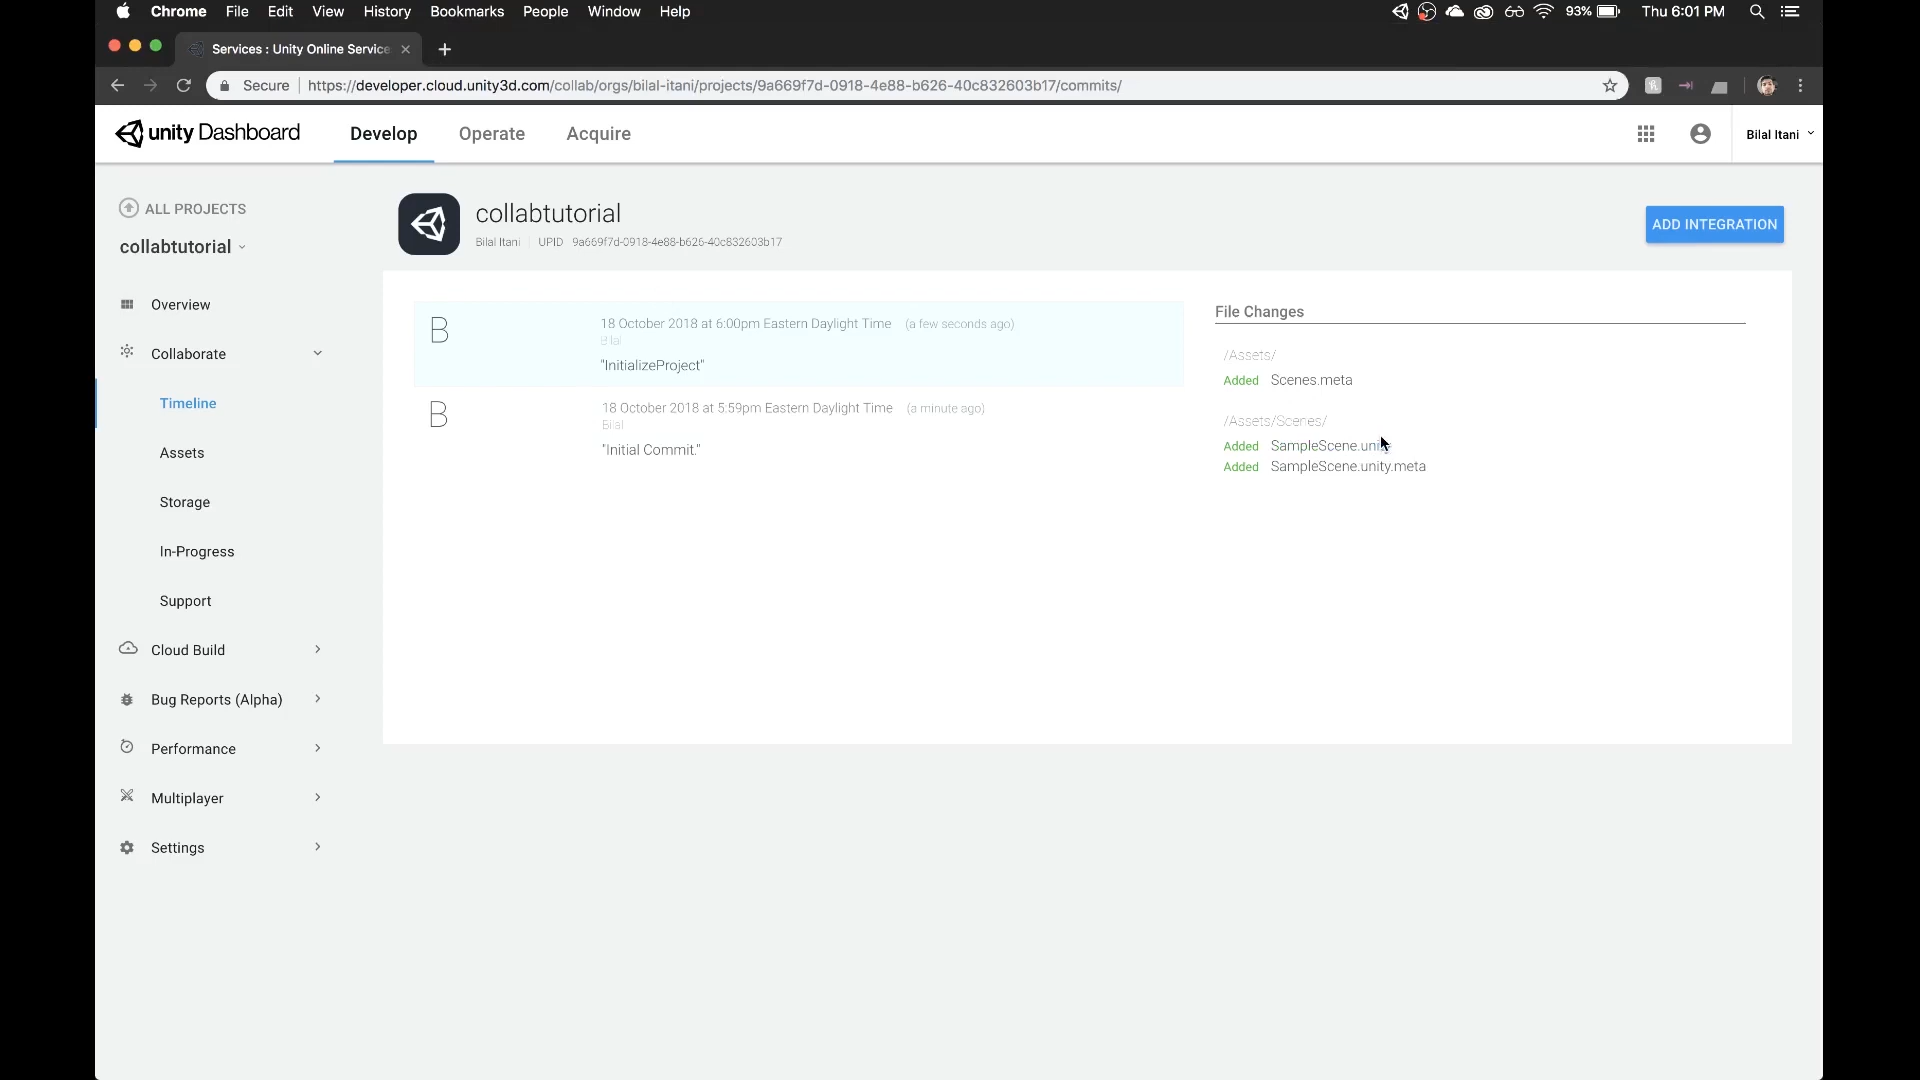 Chrome File Edit View History Bookmarks People Window Help 93% Thu 6:01 PM
Services : Unity Online Service
Secure https://developer.cloud.unity3d.com/collab/orgs/bilal-itani/projects/9a669f7d-0918-4e88-b626-40c832603b17/commits/
unity Dashboard Develop Operate Acquire Bilal Itani
ALL PROJECTS
collabtutorial
Overview
Collaborate
Timeline
Assets
Storage
In-Progress
Support
Cloud Build
Bug Reports (Alpha)
Performance
Multiplayer
Settings
collabtutorial
Bilal Itani UPID 9a669f7d-0918-4e88-b626-40c832603b17
ADD INTEGRATION
B
18 October 2018 at 6:00pm Eastern Daylight Time (a few seconds ago)
Bilal
"InitializeProject"
B
18 October 2018 at 5:59pm Eastern Daylight Time (a minute ago)
Bilal
"Initial Commit."
File Changes
/Assets/
Added Scenes.meta
/Assets/Scenes/
Added SampleScene.unity
Added SampleScene.unity.meta